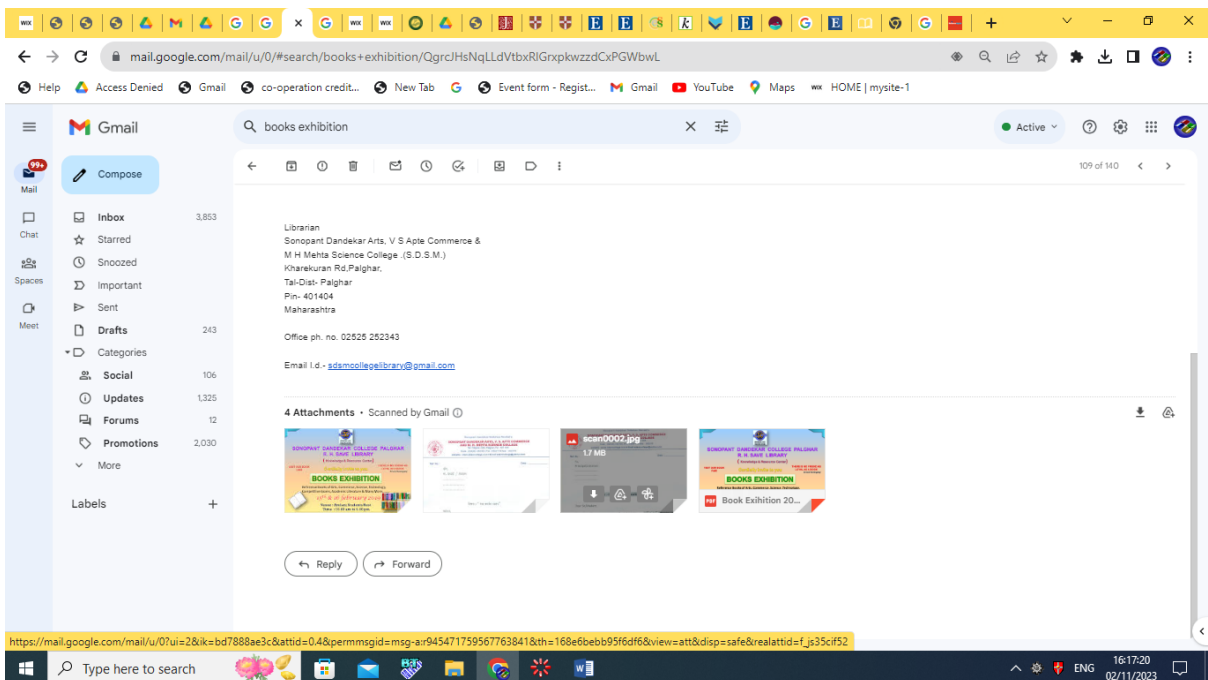 mail.google.com/mail/u/0/#search/books+exhibition/QgrcJHsNqLLdVtbxRlGrxpkwzzdCxPGWbwL
Help Access Denied Gmail co-operation credit... New Tab Event form - Regist... Gmail YouTube Maps HOME | mysite-1
Gmail books exhibition Active
99+
Mail
Compose
109 of 140
Inbox 3,853
Chat
Starred
Snoozed
Spaces
Important
Sent
Meet
Drafts 243
Categories
Social 106
Updates 1,325
Forums 12
Promotions 2,030
More
Labels +
Librarian
Sonopant Dandekar Arts, V S Apte Commerce &
M H Mehta Science College .(S.D.S.M.)
Kharekuran Rd,Palghar,
Tal-Dist- Palghar
Pin- 401404
Maharashtra
Office ph. no. 02525 252343
Email I.d.- sdsmcollegelibrary@gmail.com
4 Attachments • Scanned by Gmail
SONOPANT DANDEKAR COLLEGE PALGHAR
H. H. SAVE LIBRARY
BOOKS EXHIBITION
scan0002.jpg
1.7 MB
SONOPANT DANDEKAR COLLEGE PALGHAR
H. H. SAVE LIBRARY
BOOKS EXHIBITION
PDF Book Exihition 20...
Reply Forward
https://mail.google.com/mail/u/0?ui=2&ik=bd7888ae3c&attid=0.4&permmsgid=msg-a:r945471759567763841&th=168e6bebb95f6df6&view=att&disp=safe&realattid=f_js35cif52
Type here to search
ENG
16:17:20
02/11/2023